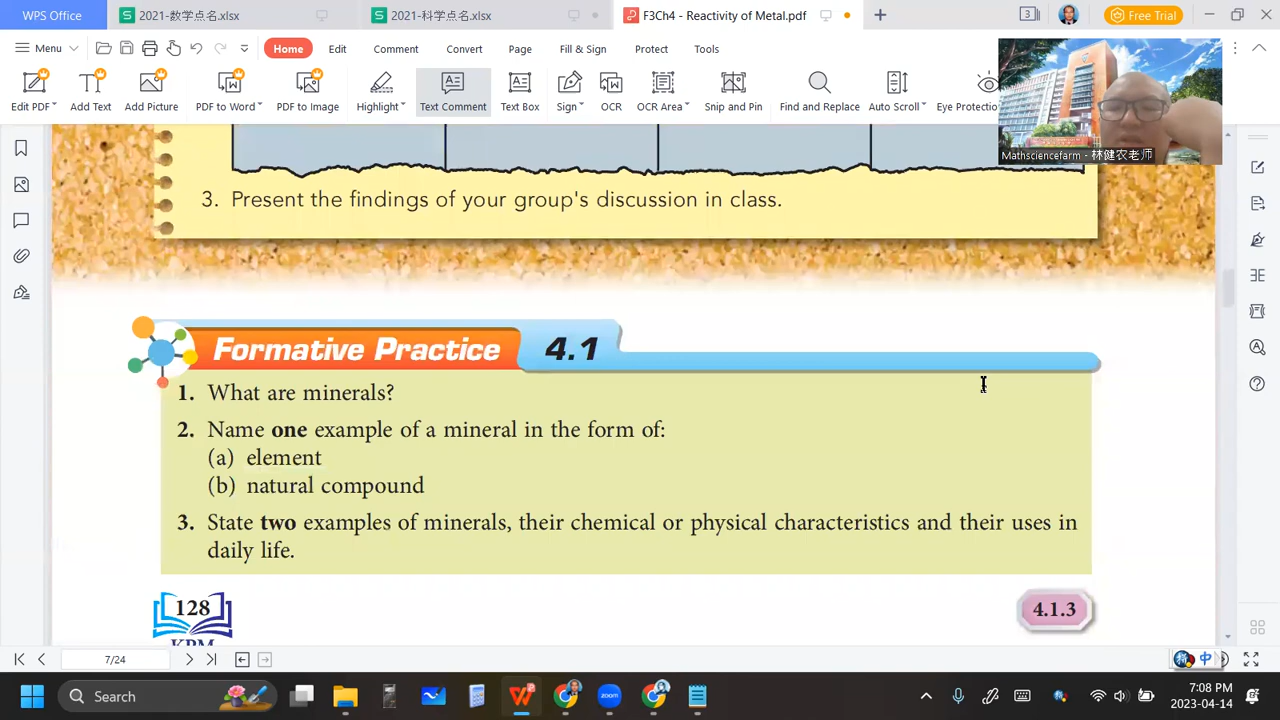 WPS Office
2021-数学点名.xlsx
2021-科学点名.xlsx
F3Ch4 - Reactivity of Metal.pdf
3
Free Trial
Menu
Home
Edit
Comment
Convert
Page
Fill & Sign
Protect
Tools
Edit PDF
Add Text
Add Picture
PDF to Word
PDF to Image
Highlight
Text Comment
Text Box
Sign
OCR
OCR Area
Snip and Pin
Find and Replace
Auto Scroll
Eye Protection
Mathsciencefarm - 林健农老师
3. Present the findings of your group's discussion in class.
Formative Practice 4.1
1. What are minerals?
2. Name one example of a mineral in the form of:
(a) element
(b) natural compound
3. State two examples of minerals, their chemical or physical characteristics and their uses in
daily life.
128
KPM
4.1.3
7/24
中
Search
7:08 PM
2023-04-14